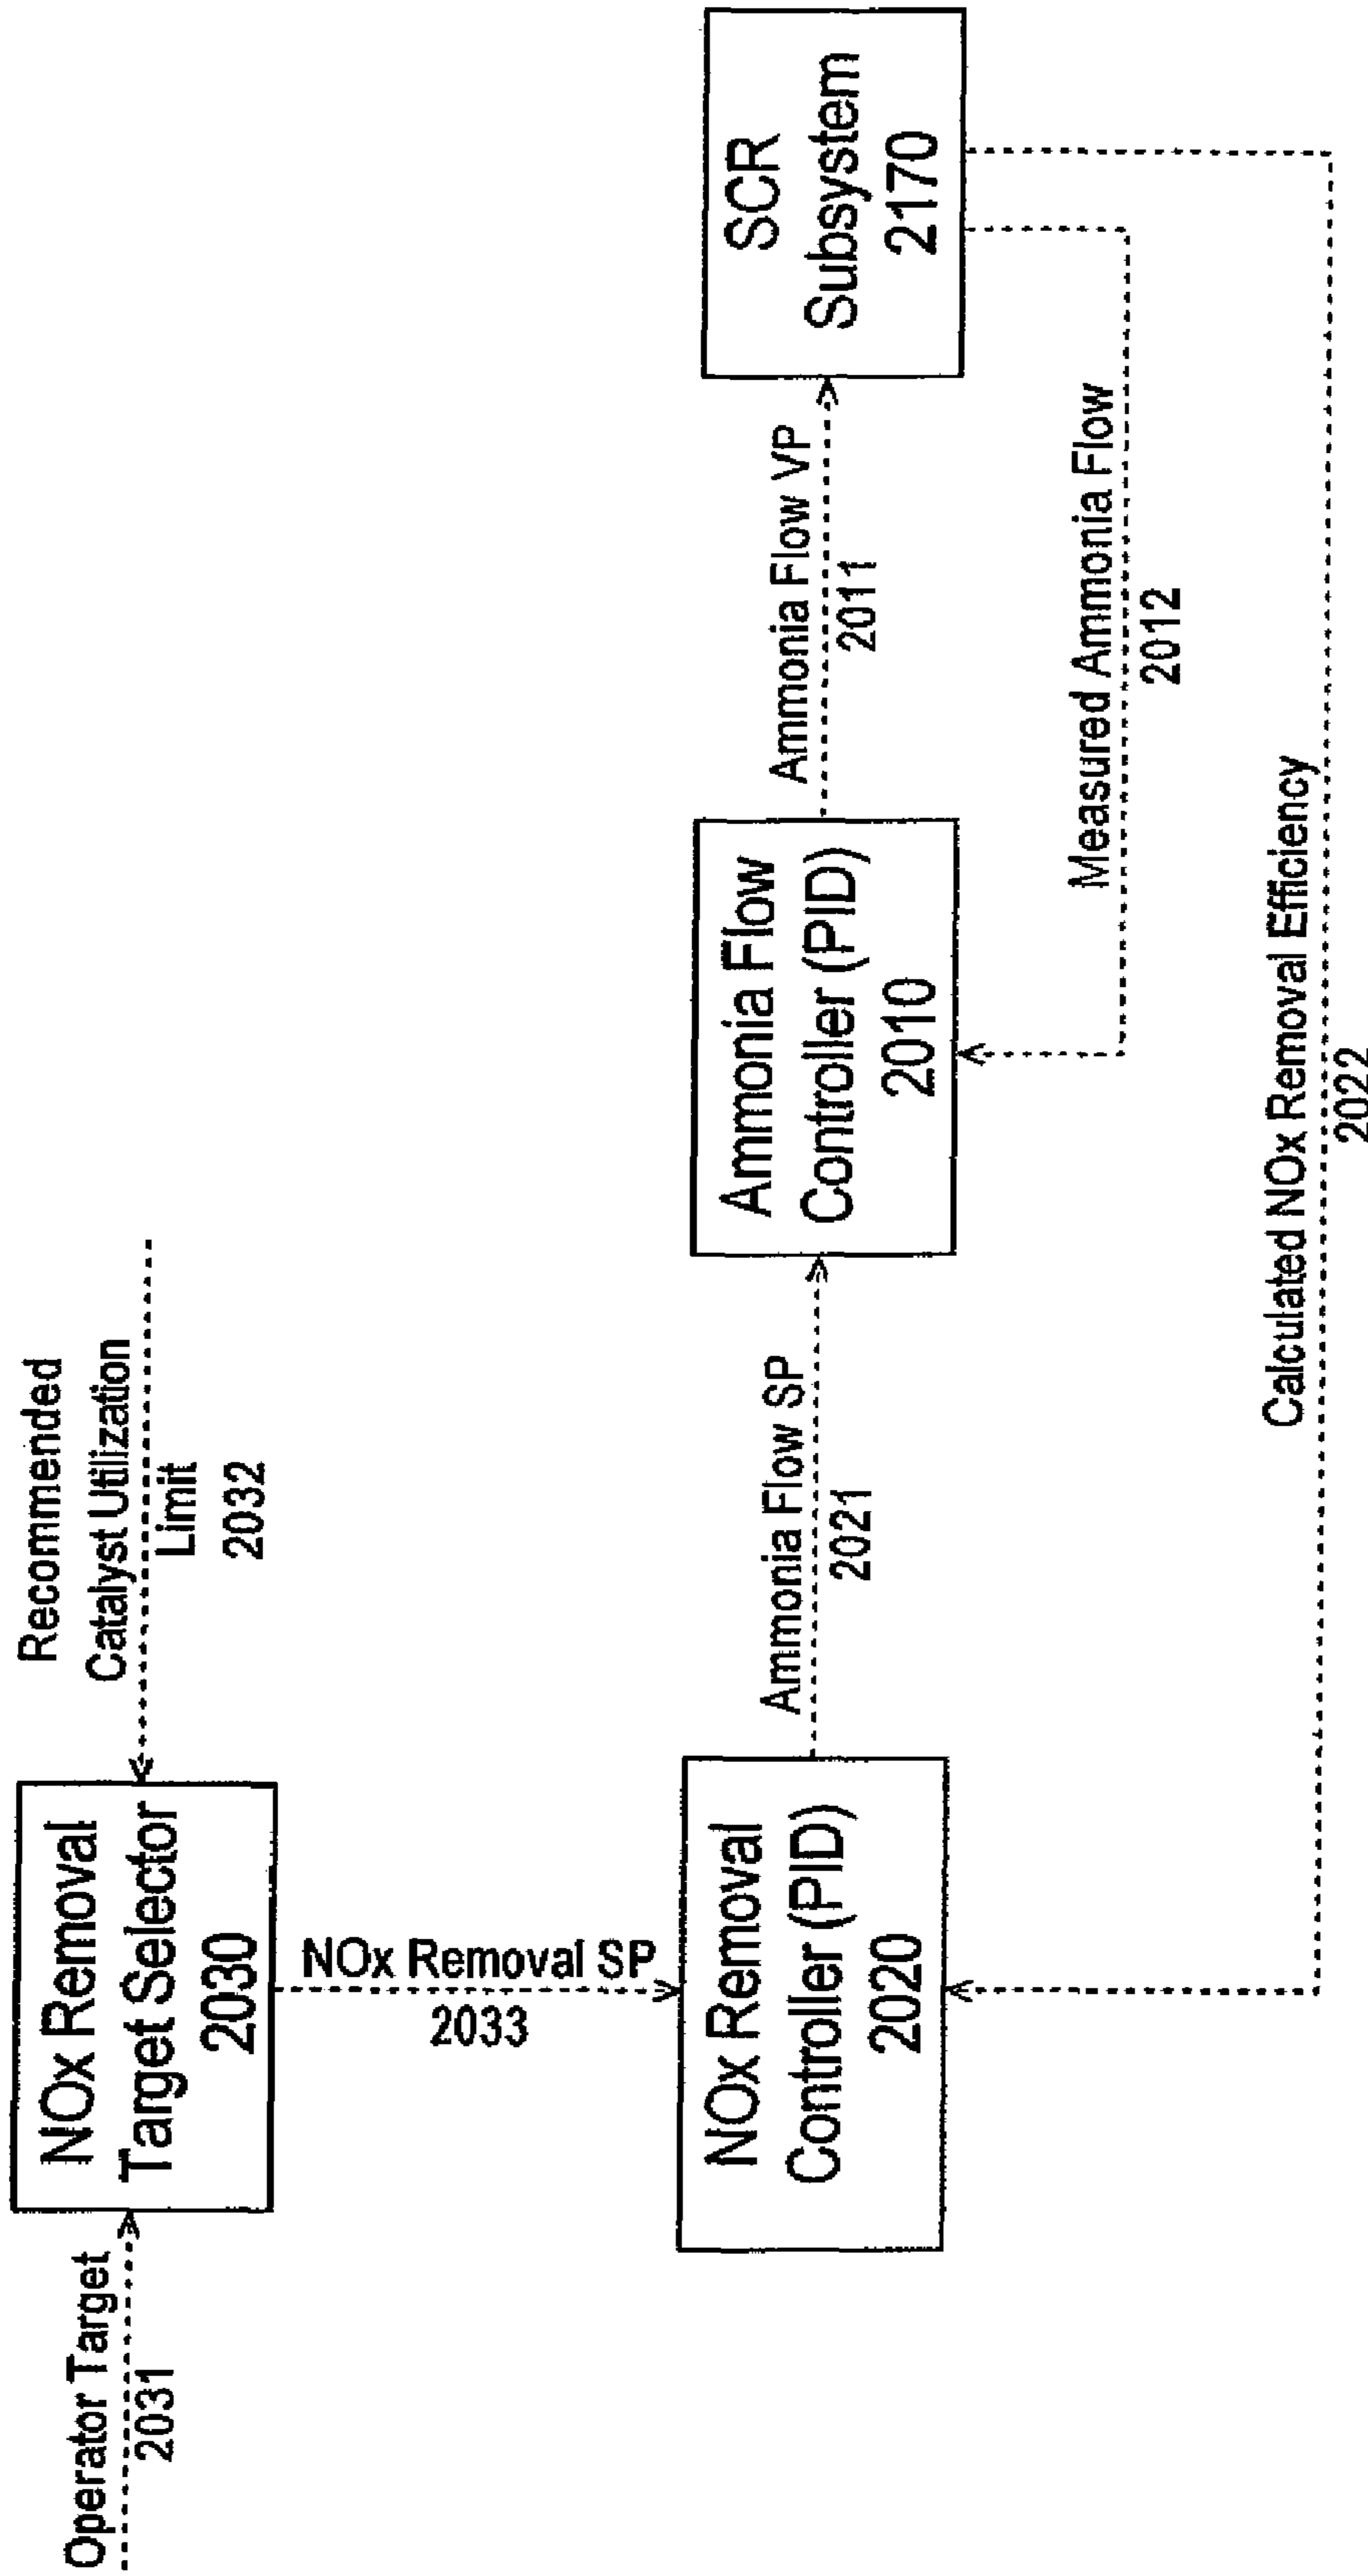 Operator Target
2031
NOx Removal
Target Selector
2030
Recommended
Catalyst Utilization
Limit
2032
NOx Removal SP
2033
NOx Removal
Controller (PID)
2020
Ammonia Flow SP
2021
Ammonia Flow
Controller (PID)
2010
Ammonia Flow VP
2011
SCR
Subsystem
2170
Measured Ammonia Flow
2012
Calculated NOx Removal Efficiency
2022